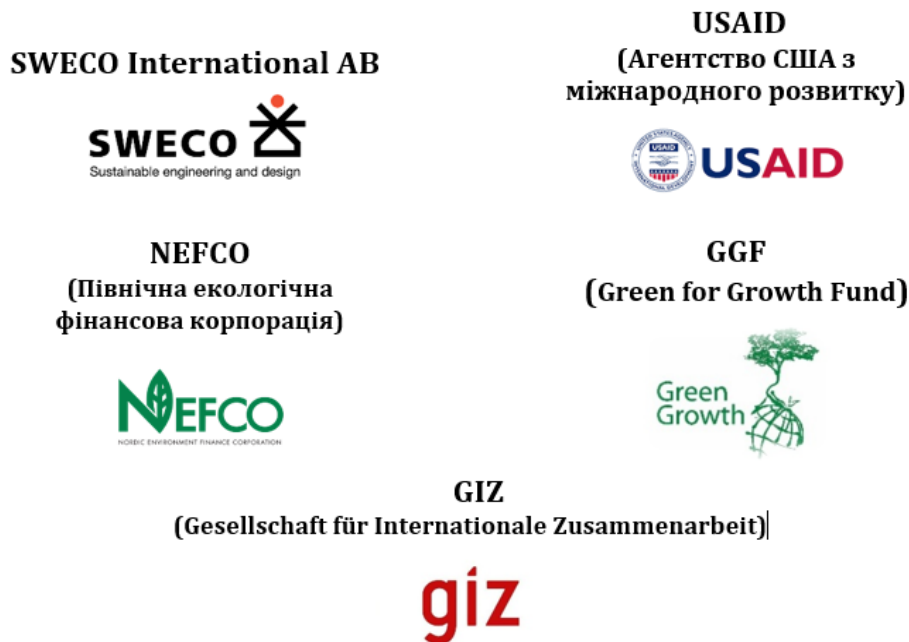 SWECO International AB
SWECO
Sustainable engineering and design
USAID
(Агентство США з
міжнародного розвитку)
USAID
USAID
NEFCO
(Північна екологічна
фінансова корпорація)
NEFCO
NORDIC ENVIRONMENT FINANCE CORPORATION
GGF
(Green for Growth Fund)
Green
Growth
GIZ
(Gesellschaft für Internationale Zusammenarbeit)
giz